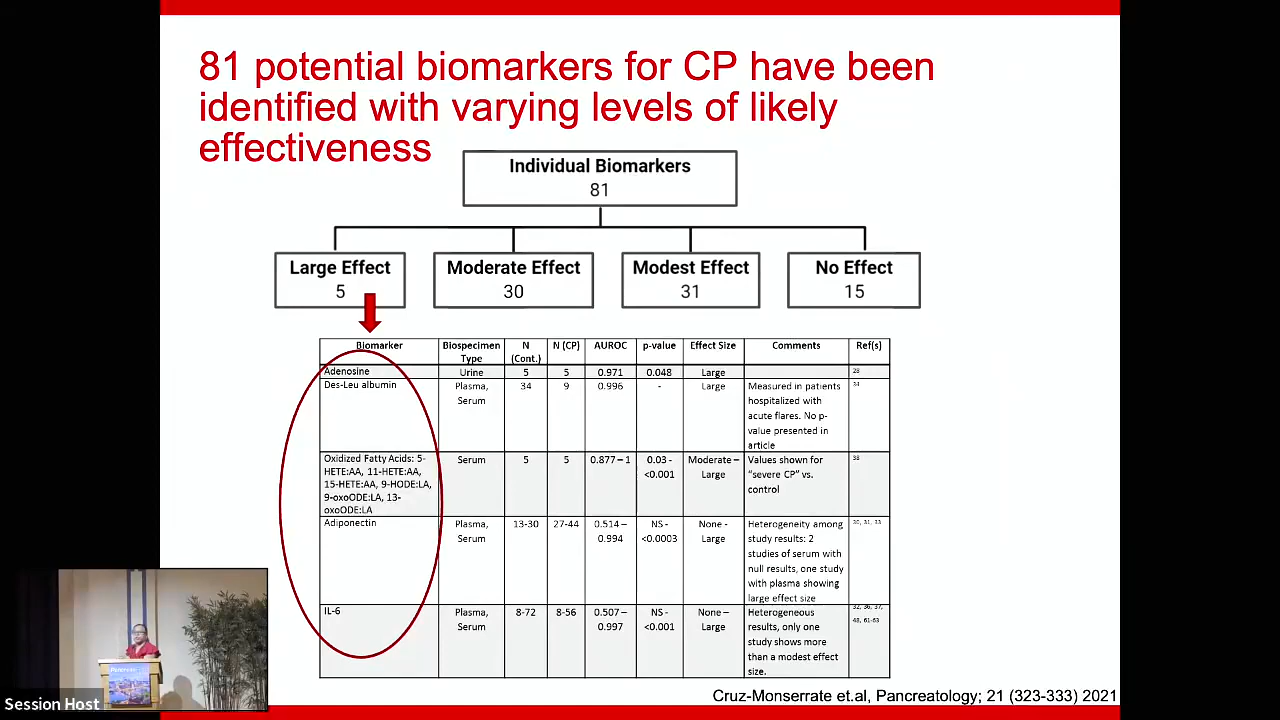 81 potential biomarkers for CP have been
identified with varying levels of likely
effectiveness
Individual Biomarkers
81
Large Effect
5
Moderate Effect
30
Modest Effect
31
No Effect
15
Biomarker Biospecimen Type N (Cont.) N (CP) AUROC p-value Effect Size Comments Ref(s)
Adenosine Urine 5 5 0.971 0.048 Large 28
Des-Leu albumin Plasma, Serum 34 9 0.996 - Large Measured in patients hospitalized with acute flares. No p-value presented in article 34
Oxidized Fatty Acids: 5-HETE:AA, 11-HETE:AA, 15-HETE:AA, 9-HODE:LA, 9-oxoODE:LA, 13-oxoODE:LA Serum 5 5 0.877 – 1 0.03 - <0.001 Moderate – Large Values shown for "severe CP" vs. control 38
Adiponectin Plasma, Serum 13-30 27-44 0.514 – 0.994 NS - <0.0003 None - Large Heterogeneity among study results: 2 studies of serum with null results, one study with plasma showing large effect size
IL-6 Plasma, Serum 8-72 8-56 0.507 – 0.997 NS - <0.001 None – Large Heterogeneous results, only one study shows more than a modest effect size.
Cruz-Monserrate et.al, Pancreatology; 21 (323-333) 2021
Session Host